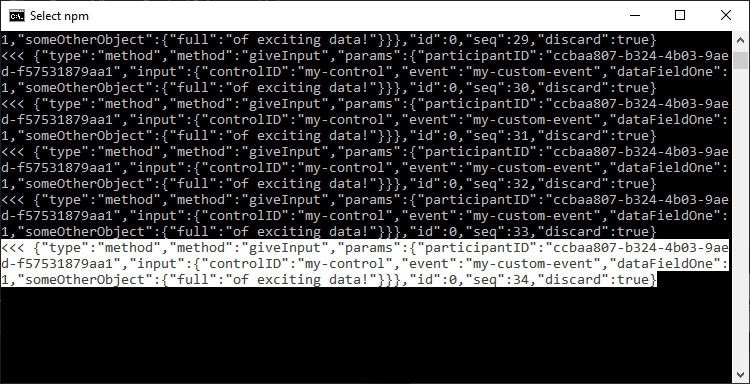 Select npm
1,"someOtherObject":{"full":"of exciting data!"}}},"id":0,"seq":29,"discard":true}
<<< {"type":"method","method":"giveInput","params":{"participantID":"ccbaa807-b324-4b03-9ae
d-f57531879aa1","input":{"controlID":"my-control","event":"my-custom-event","dataFieldOne":
1,"someOtherObject":{"full":"of exciting data!"}}},"id":0,"seq":30,"discard":true}
<<< {"type":"method","method":"giveInput","params":{"participantID":"ccbaa807-b324-4b03-9ae
d-f57531879aa1","input":{"controlID":"my-control","event":"my-custom-event","dataFieldOne":
1,"someOtherObject":{"full":"of exciting data!"}}},"id":0,"seq":31,"discard":true}
<<< {"type":"method","method":"giveInput","params":{"participantID":"ccbaa807-b324-4b03-9ae
d-f57531879aa1","input":{"controlID":"my-control","event":"my-custom-event","dataFieldOne":
1,"someOtherObject":{"full":"of exciting data!"}}},"id":0,"seq":32,"discard":true}
<<< {"type":"method","method":"giveInput","params":{"participantID":"ccbaa807-b324-4b03-9ae
d-f57531879aa1","input":{"controlID":"my-control","event":"my-custom-event","dataFieldOne":
1,"someOtherObject":{"full":"of exciting data!"}}},"id":0,"seq":33,"discard":true}
<<< {"type":"method","method":"giveInput","params":{"participantID":"ccbaa807-b324-4b03-9ae
d-f57531879aa1","input":{"controlID":"my-control","event":"my-custom-event","dataFieldOne":
1,"someOtherObject":{"full":"of exciting data!"}}},"id":0,"seq":34,"discard":true}